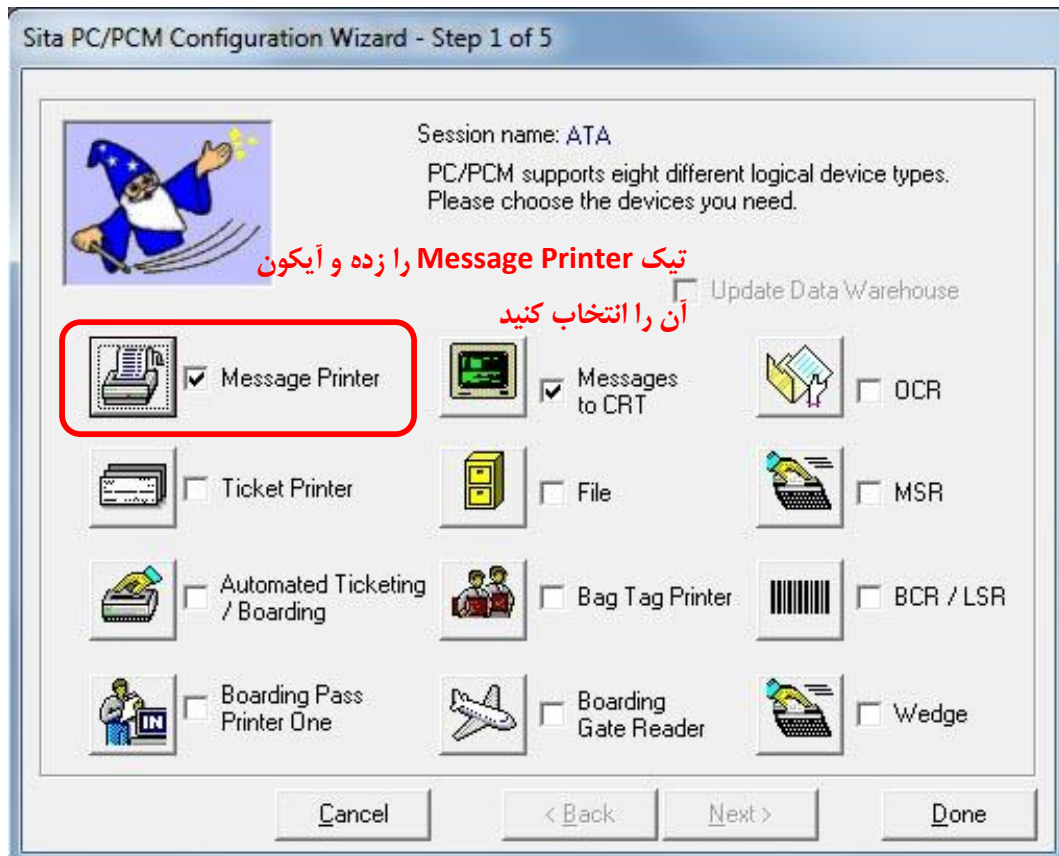 Sita PC/PCM Configuration Wizard - Step 1 of 5
Session name: ATA
PC/PCM supports eight different logical device types.
Please choose the devices you need.
تیک Message Printer را زده و آیکون
آن را انتخاب کنید
Update Data Warehouse
Message Printer
Messages
to CRT
OCR
Ticket Printer
File
MSR
Automated Ticketing
/ Boarding
Bag Tag Printer
BCR / LSR
IN
Boarding Pass
Printer One
Boarding
Gate Reader
Wedge
Cancel
< Back
Next >
Done